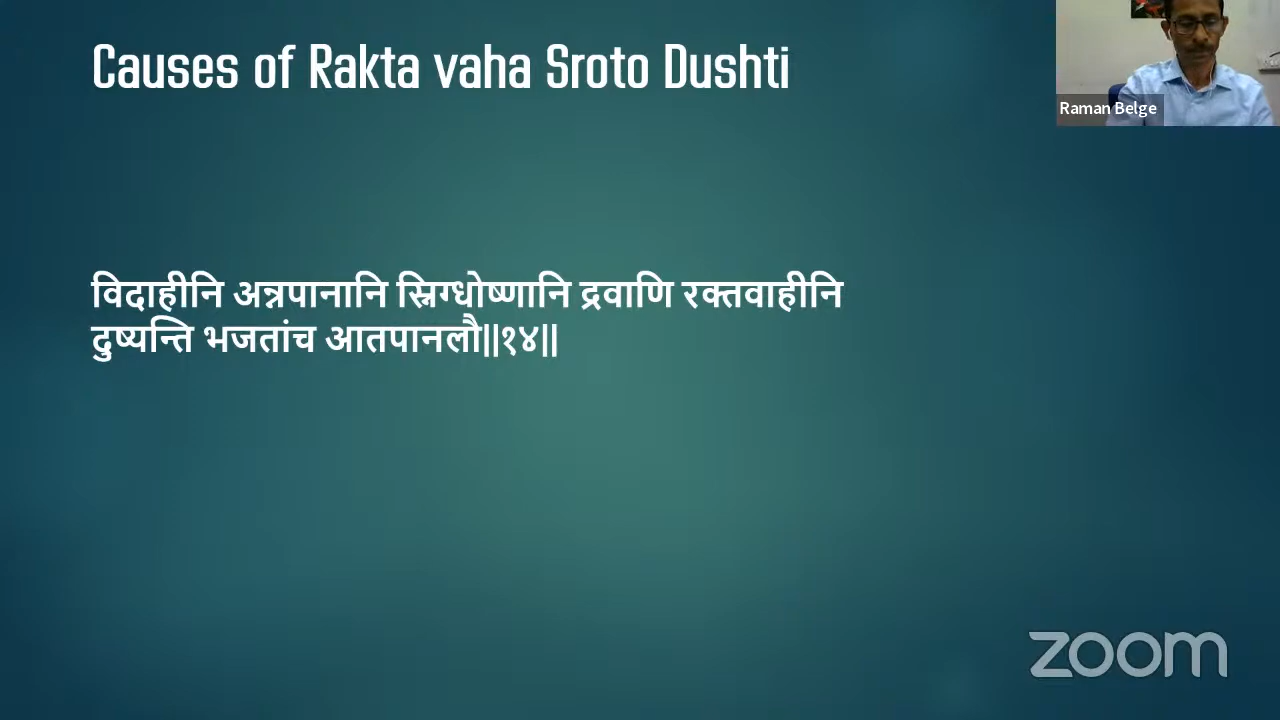 Causes of Rakta vaha Sroto Dushti
Raman Belge
विदाहीनि अन्नपानानि स्निग्धोष्णानि द्रवाणि रक्तवाहीनि
दुष्यन्ति भजतांच आतपानलौ||१४||
zoom